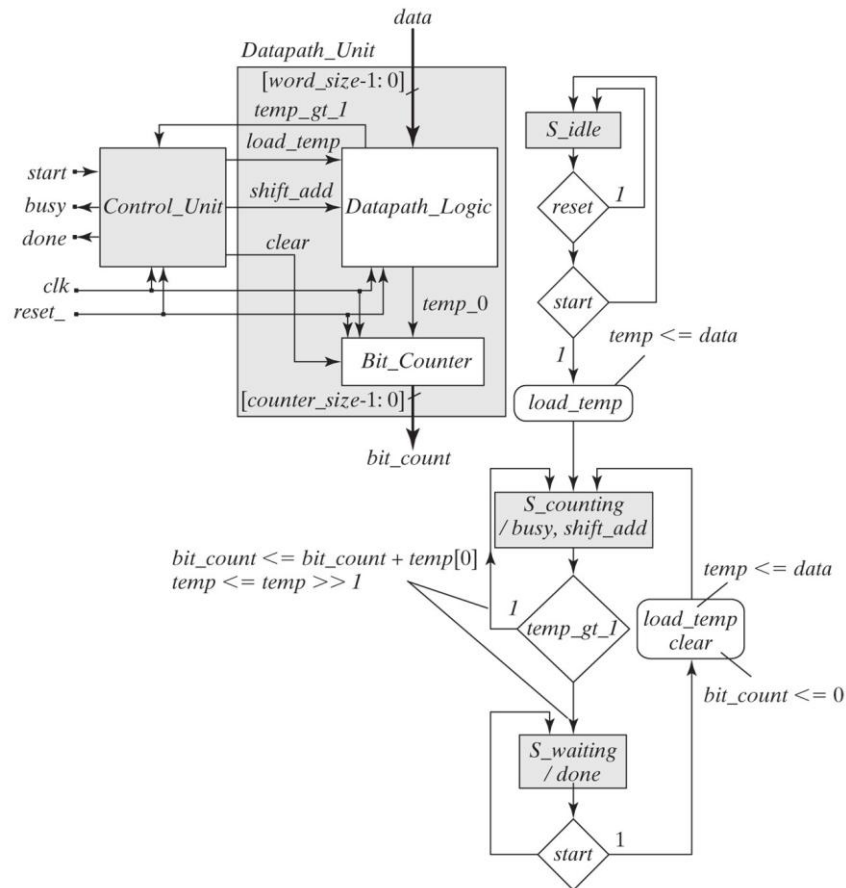 data
Datapath_Unit
[word_size-1: 0]
temp_gt_1
load_temp
start
busy
done
Control_Unit
shift_add
Datapath_Logic
clear
clk
reset_
temp_0
Bit_Counter
[counter_size-1: 0]
bit_count
S_idle
reset
1
start
1
temp <= data
load_temp
S_counting
/ busy, shift_add
bit_count <= bit_count + temp[0]
temp <= temp >> 1
1
temp_gt_1
temp <= data
load_temp
clear
bit_count <= 0
S_waiting
/ done
start
1